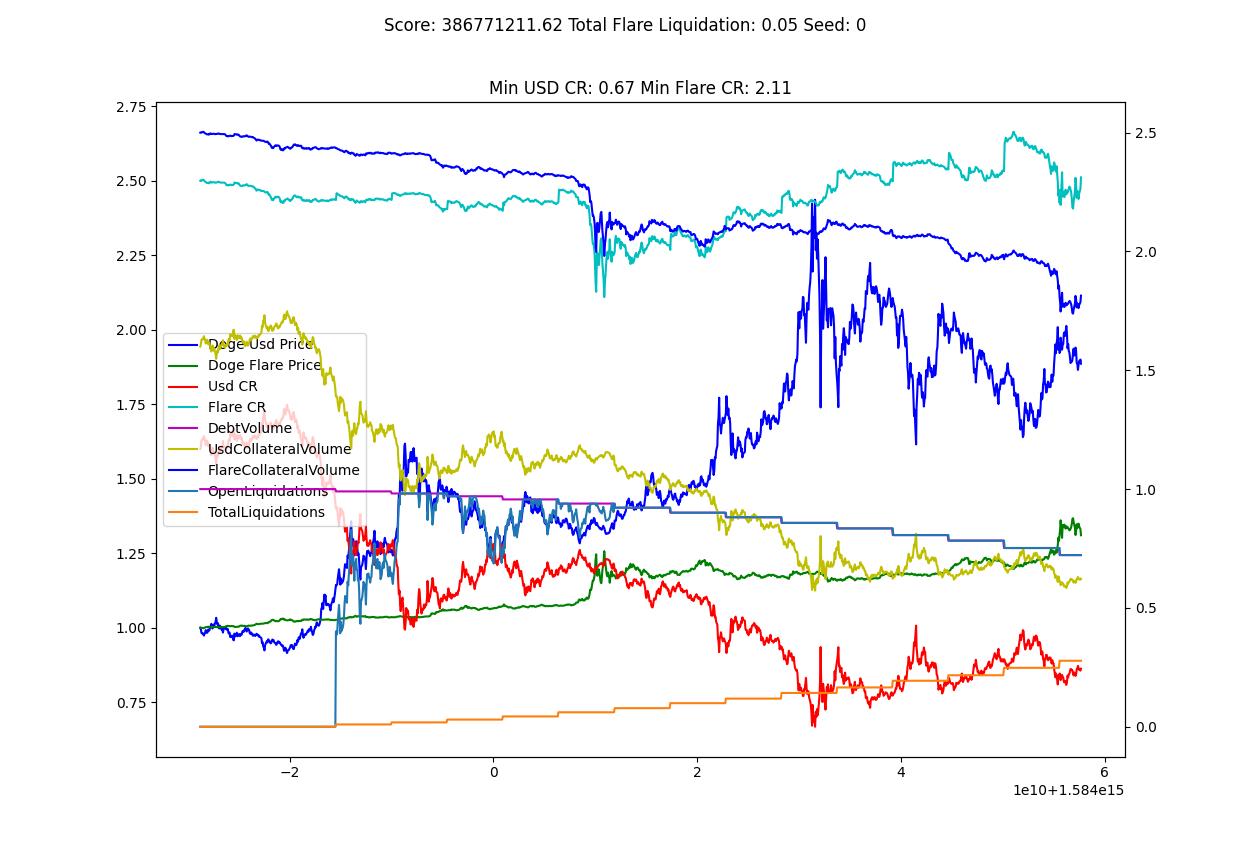 Score: 386771211.62 Total Flare Liquidation: 0.05 Seed: 0
Min USD CR: 0.67 Min Flare CR: 2.11
2.75
2.50
2.25
2.00
1.75
1.50
1.25
1.00
0.75
2.5
2.0
1.5
1.0
0.5
0.0
Doge Usd Price
Doge Flare Price
Usd CR
Flare CR
DebtVolume
UsdCollateralVolume
FlareCollateralVolume
OpenLiquidations
TotalLiquidations
−2 0 2 4 6
1e10+1.584e15